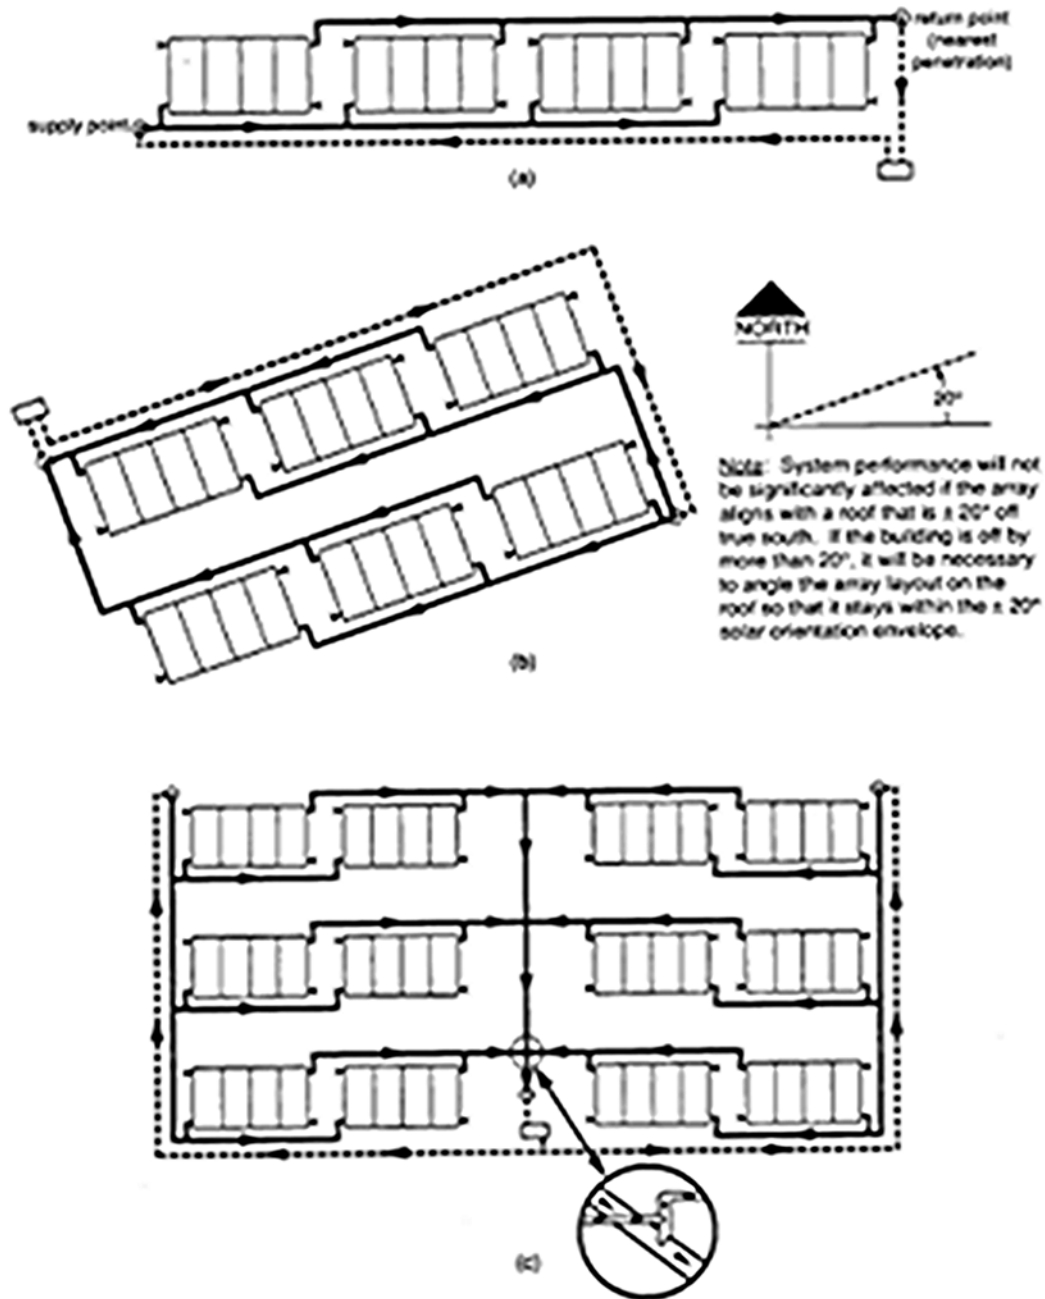 return point
(nearest
penetration)
supply point
(a)
NORTH
20°
Note: System performance will not
be significantly affected if the array
aligns with a roof that is ± 20° off
true south. If the building is off by
more than 20°, it will be necessary
to angle the array layout on the
roof so that it stays within the ± 20°
solar orientation envelope.
(b)
(c)